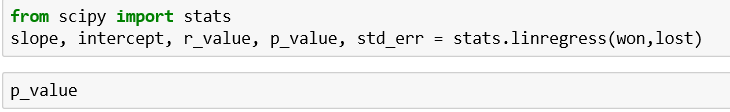 from scipy import stats
slope, intercept, r_value, p_value, std_err = stats.linregress(won,lost)
p_value